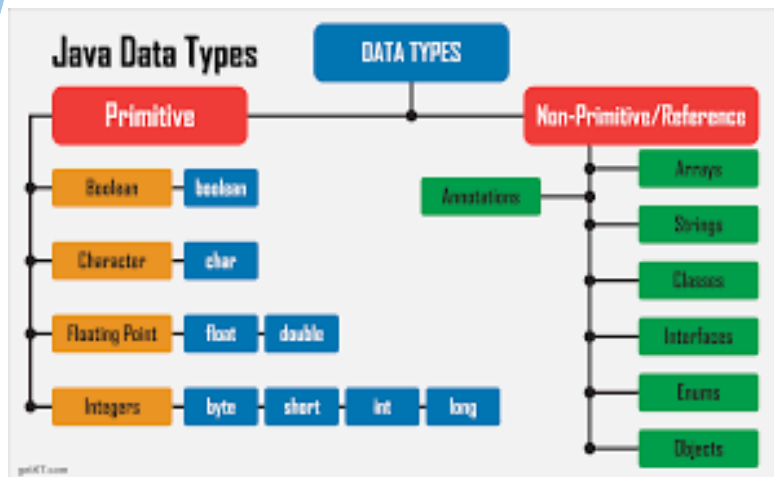 Java Data Types
DATA TYPES
Primitive
Non-Primitive/Reference
Boolean
boolean
Character
char
Floating Point
float
double
Integers
byte
short
int
long
Annotations
Arrays
Strings
Classes
Interfaces
Enums
Objects